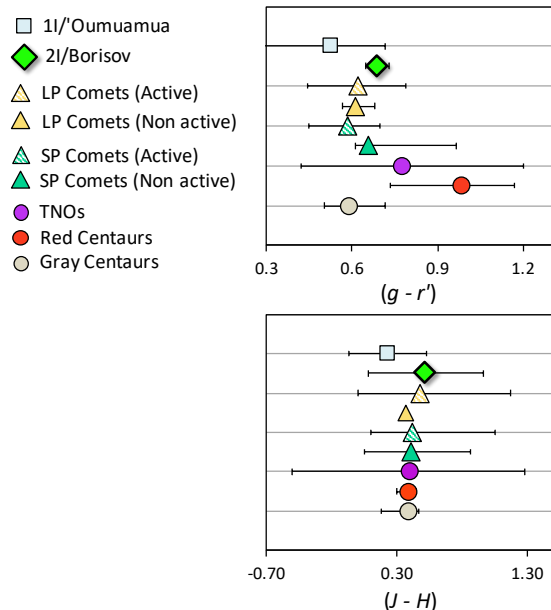 1I/'Oumuamua
2I/Borisov
LP Comets (Active)
LP Comets (Non active)
SP Comets (Active)
SP Comets (Non active)
TNOs
Red Centaurs
Gray Centaurs
0.3 0.6 0.9 1.2
(g - r')
-0.70 0.30 1.30
(J - H)